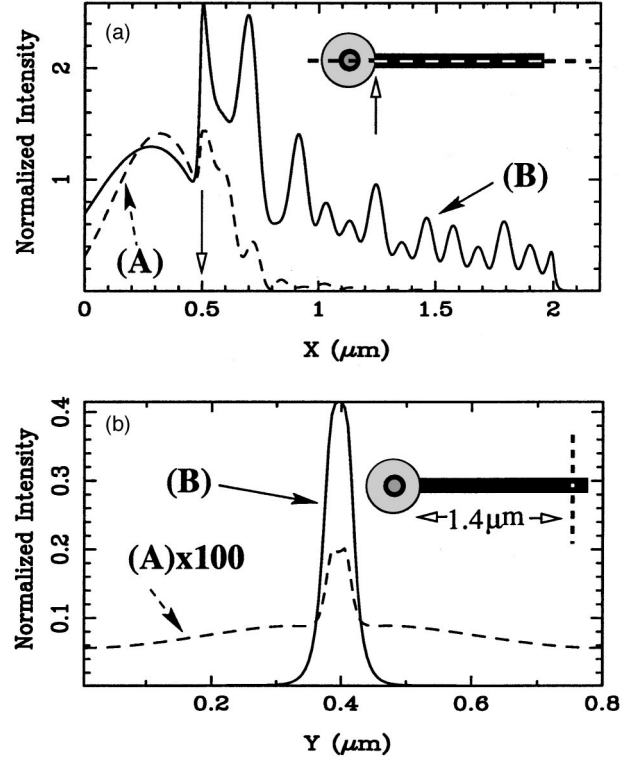 (a)
Normalized Intensity
2
1
(A)
(B)
0 0.5 1 1.5 2
X (μm)
(b)
Normalized Intensity
0.4
0.3
0.2
0.1
(B)
(A)x100
1.4μm
0.2 0.4 0.6 0.8
Y (μm)